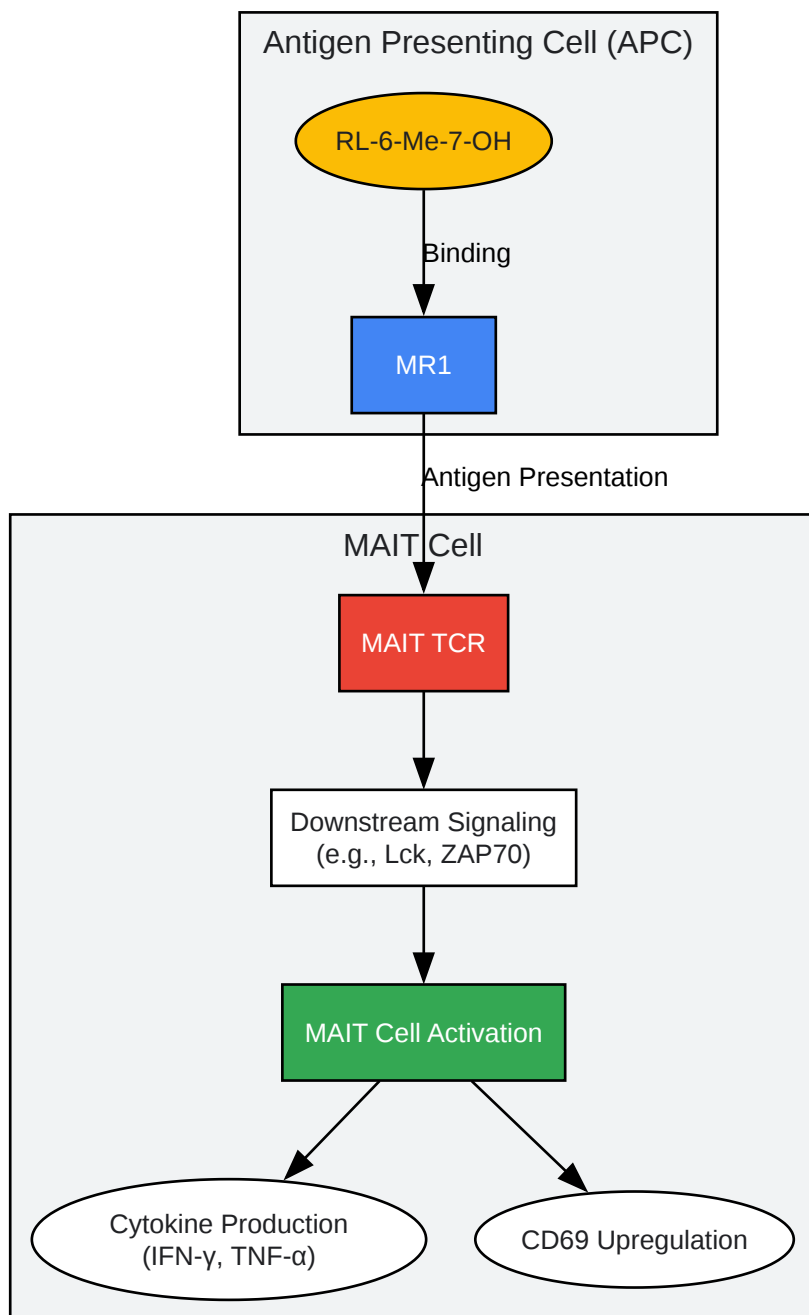 Antigen Presenting Cell (APC)
RL-6-Me-7-OH
Binding
MR1
Antigen Presentation
MAIT Cell
MAIT TCR
Downstream Signaling
(e.g., Lck, ZAP70)
MAIT Cell Activation
Cytokine Production
(IFN-γ, TNF-α)
CD69 Upregulation